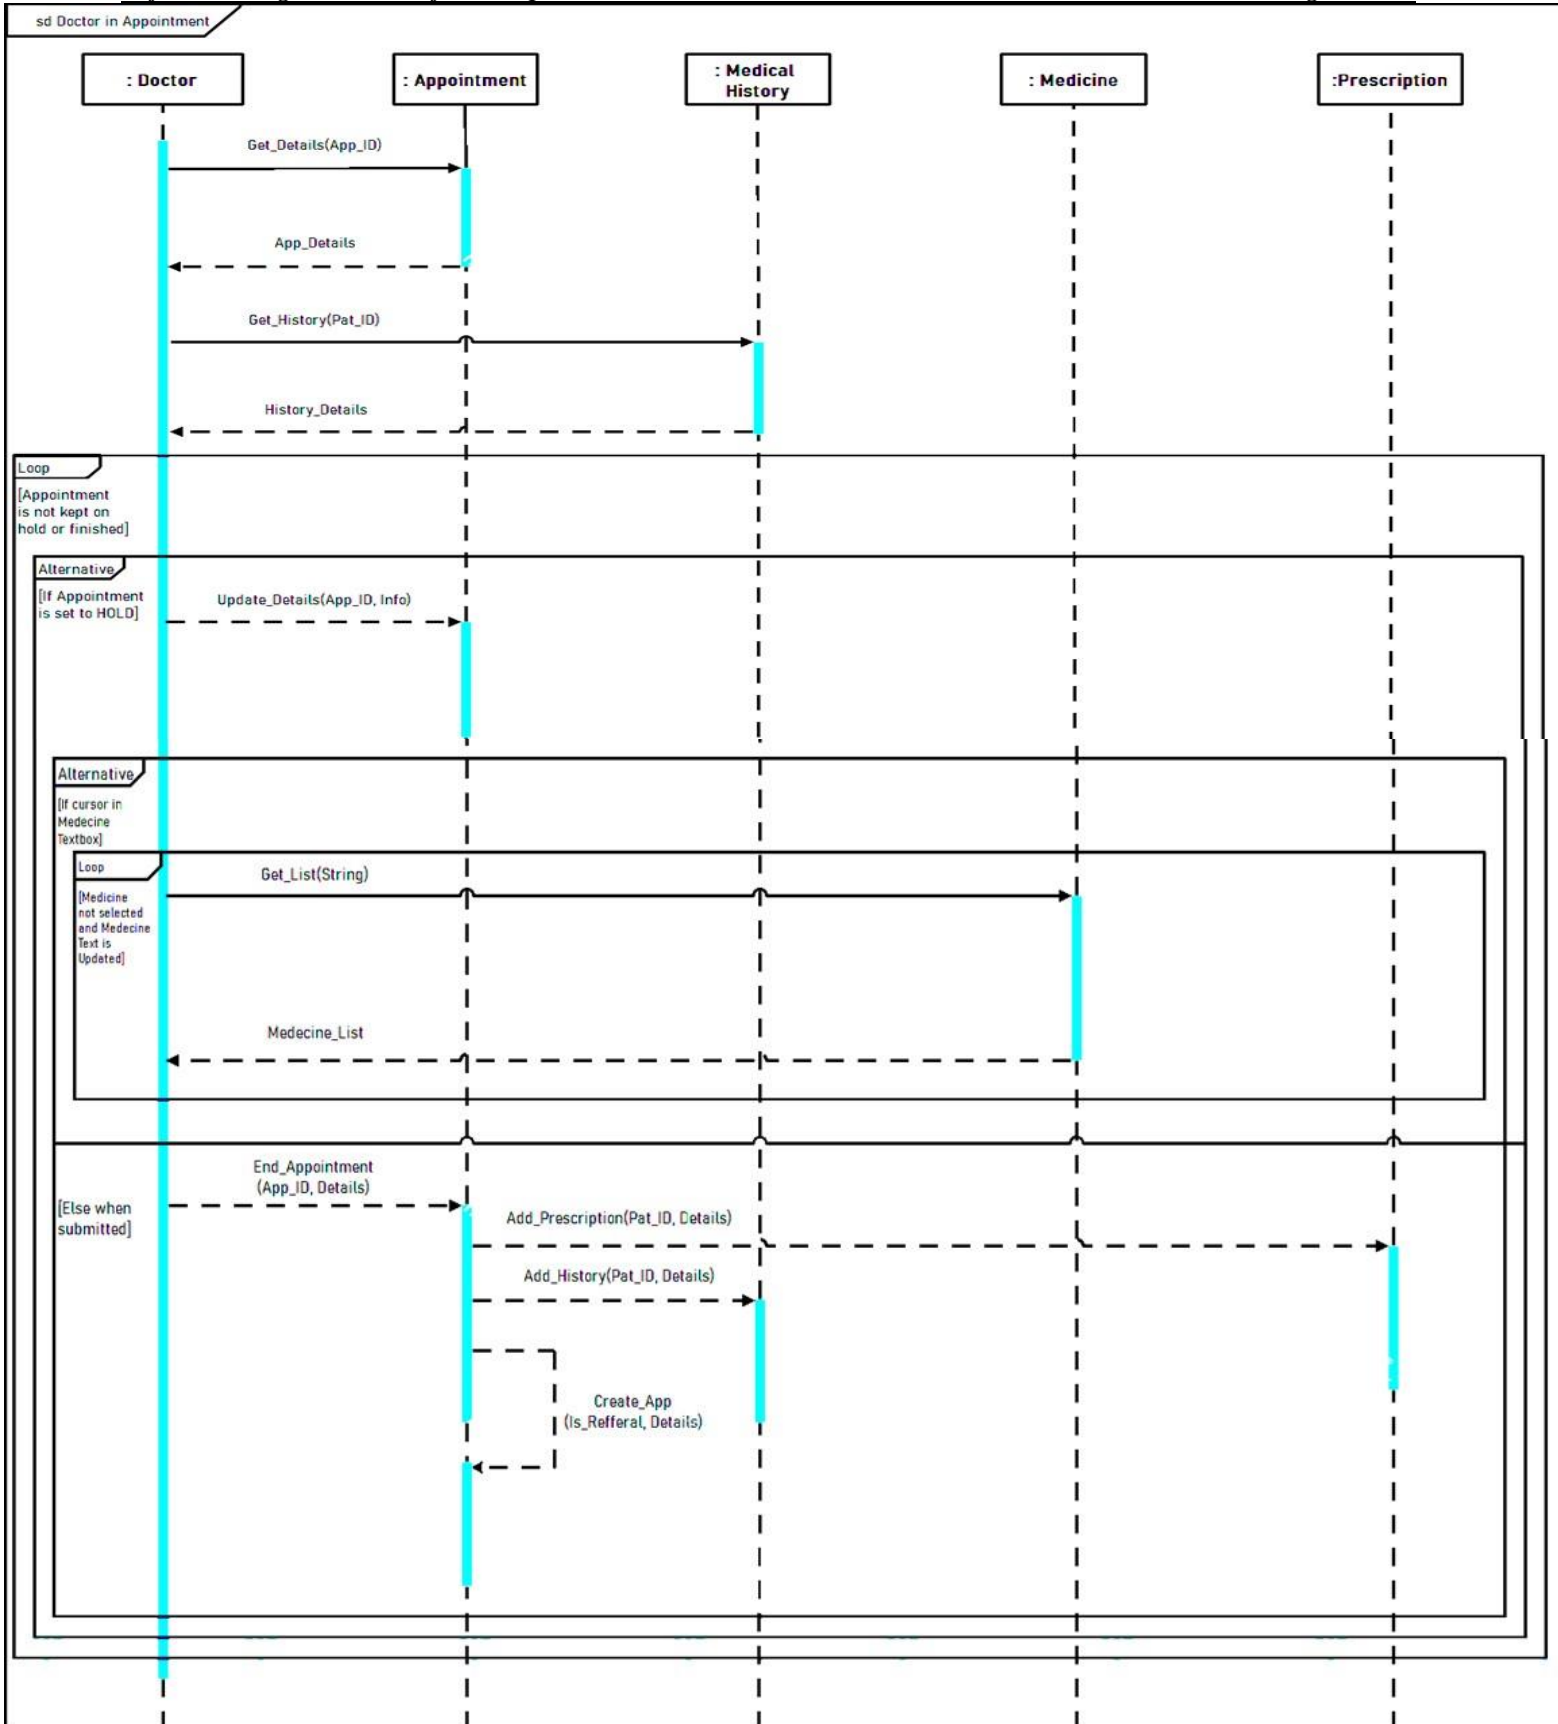 sd Doctor in Appointment
: Doctor
: Appointment
: Medical
History
: Medicine
:Prescription
Get_Details(App_ID)
App_Details
Get_History(Pat_ID)
History_Details
Loop
[Appointment
is not kept on
hold or finished]
Alternative
[If Appointment
is set to HOLD]
Update_Details(App_ID, Info)
Alternative
[If cursor in
Medecine
Textbox]
Loop
[Medicine
not selected
and Medecine
Text is
Updated]
Get_List(String)
Medecine_List
End_Appointment
(App_ID, Details)
[Else when
submitted]
Add_Prescription(Pat_ID, Details)
Add_History(Pat_ID, Details)
Create_App
(Is_Refferal, Details)